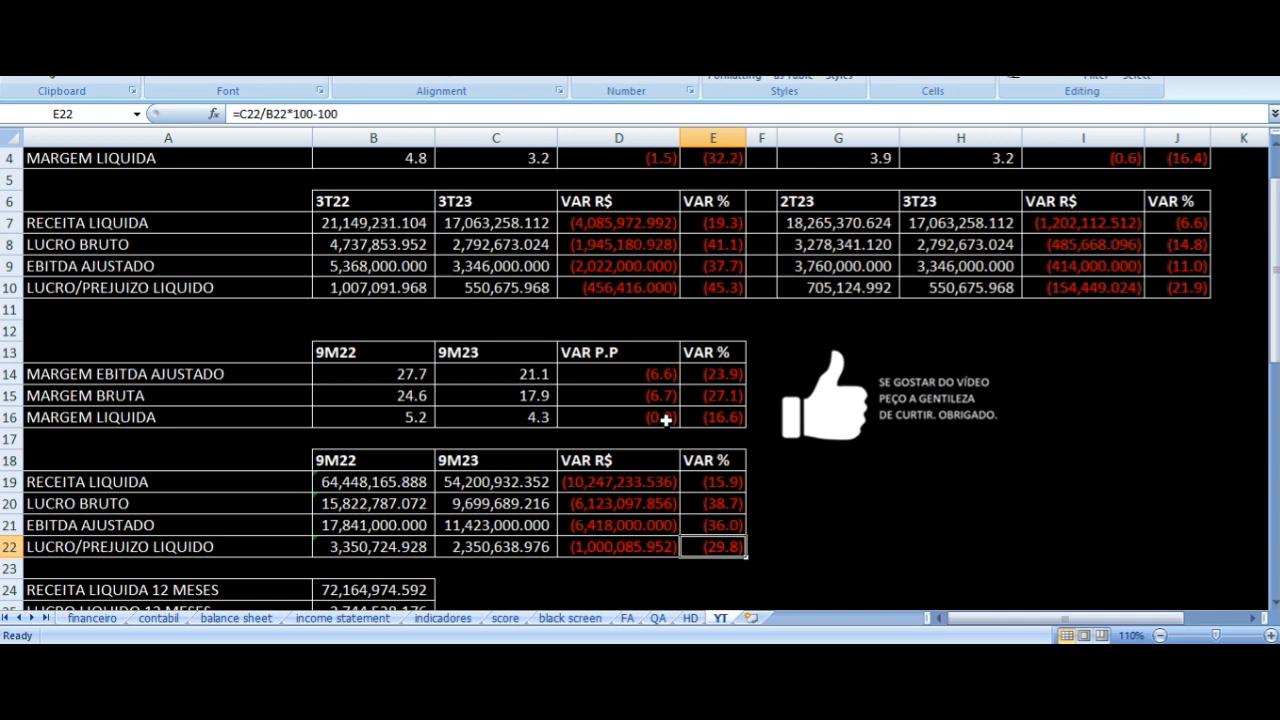 Clipboard Font Alignment Number Styles Cells Editing
E22 fx =C22/B22*100-100
A B C D E F G H I J K
4 MARGEM LIQUIDA 4.8 3.2 (1.5) (32.2) 3.9 3.2 (0.6) (16.4)
5
6 3T22 3T23 VAR R$ VAR % 2T23 3T23 VAR R$ VAR %
7 RECEITA LIQUIDA 21,149,231.104 17,063,258.112 (4,085,972.992) (19.3) 18,265,370.624 17,063,258.112 (1,202,112.512) (6.6)
8 LUCRO BRUTO 4,737,853.952 2,792,673.024 (1,945,180.928) (41.1) 3,278,341.120 2,792,673.024 (485,668.096) (14.8)
9 EBITDA AJUSTADO 5,368,000.000 3,346,000.000 (2,022,000.000) (37.7) 3,760,000.000 3,346,000.000 (414,000.000) (11.0)
10 LUCRO/PREJUIZO LIQUIDO 1,007,091.968 550,675.968 (456,416.000) (45.3) 705,124.992 550,675.968 (154,449.024) (21.9)
11
12
13 9M22 9M23 VAR P.P VAR %
14 MARGEM EBITDA AJUSTADO 27.7 21.1 (6.6) (23.9)
15 MARGEM BRUTA 24.6 17.9 (6.7) (27.1)
16 MARGEM LIQUIDA 5.2 4.3 (16.6)
SE GOSTAR DO VÍDEO
PEÇO A GENTILEZA
DE CURTIR. OBRIGADO.
17
18 9M22 9M23 VAR R$ VAR %
19 RECEITA LIQUIDA 64,448,165.888 54,200,932.352 (10,247,233.536) (15.9)
20 LUCRO BRUTO 15,822,787.072 9,699,689.216 (6,123,097.856) (38.7)
21 EBITDA AJUSTADO 17,841,000.000 11,423,000.000 (6,418,000.000) (36.0)
22 LUCRO/PREJUIZO LIQUIDO 3,350,724.928 2,350,638.976 (1,000,085.952) (29.8)
23
24 RECEITA LIQUIDA 12 MESES 72,164,974.592
financeiro contabil balance sheet income statement indicadores score black screen FA QA HD YT
Ready 110%